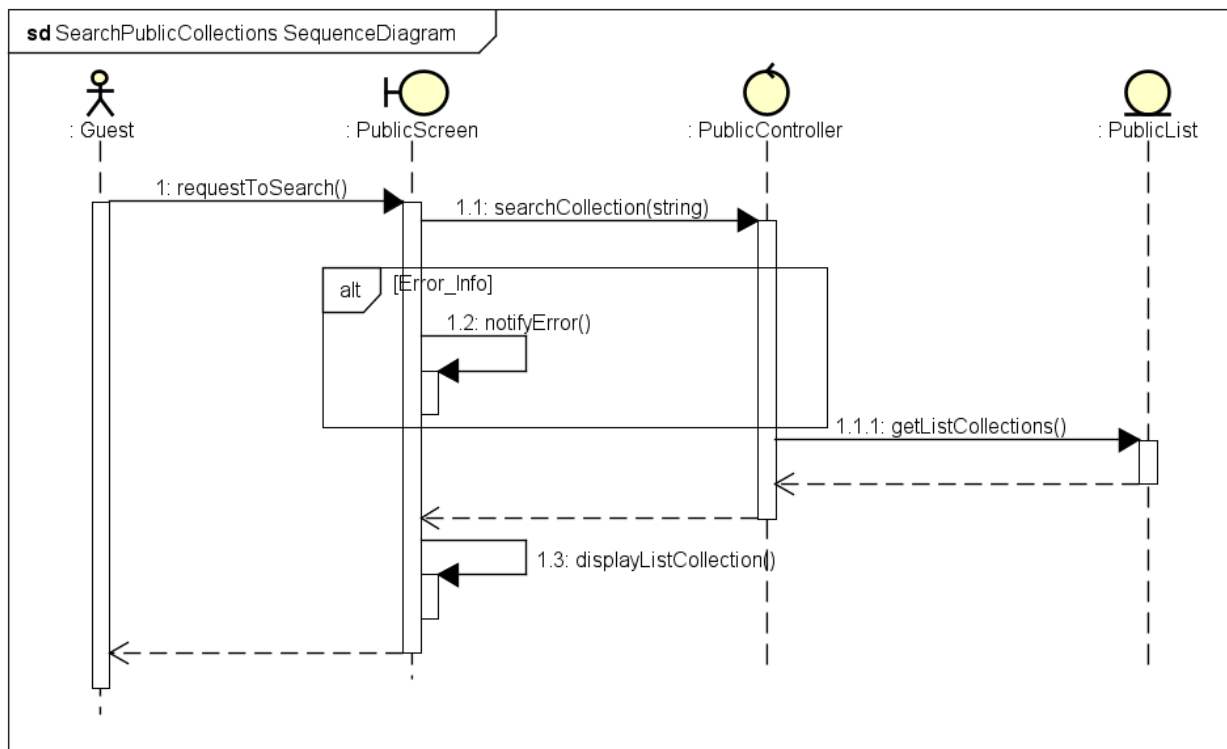 sd SearchPublicCollections SequenceDiagram
: Guest
: PublicScreen
: PublicController
: PublicList
1: requestToSearch()
1.1: searchCollection(string)
alt
[Error_Info]
1.2: notifyError()
1.1.1: getListCollections()
1.3: displayListCollection()